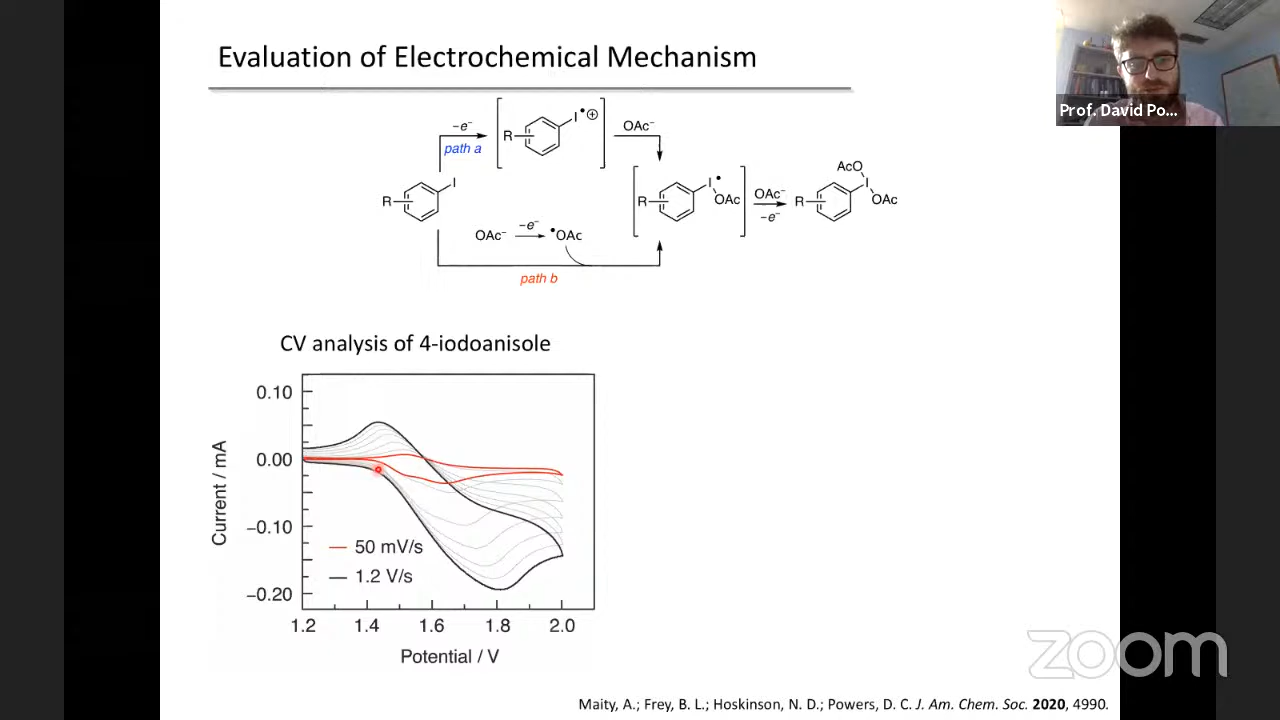 Evaluation of Electrochemical Mechanism
Prof. David Po...
−e⁻
path a
R
I
•
⊕
OAc⁻
R
I
OAc⁻
−e⁻
•OAc
path b
R
I
•
OAc
OAc⁻
−e⁻
AcO
R
I
OAc
CV analysis of 4-iodoanisole
Current / mA
0.10
0.00
−0.10
−0.20
50 mV/s
1.2 V/s
1.2 1.4 1.6 1.8 2.0
Potential / V
zoom
Maity, A.; Frey, B. L.; Hoskinson, N. D.; Powers, D. C. J. Am. Chem. Soc. 2020, 4990.